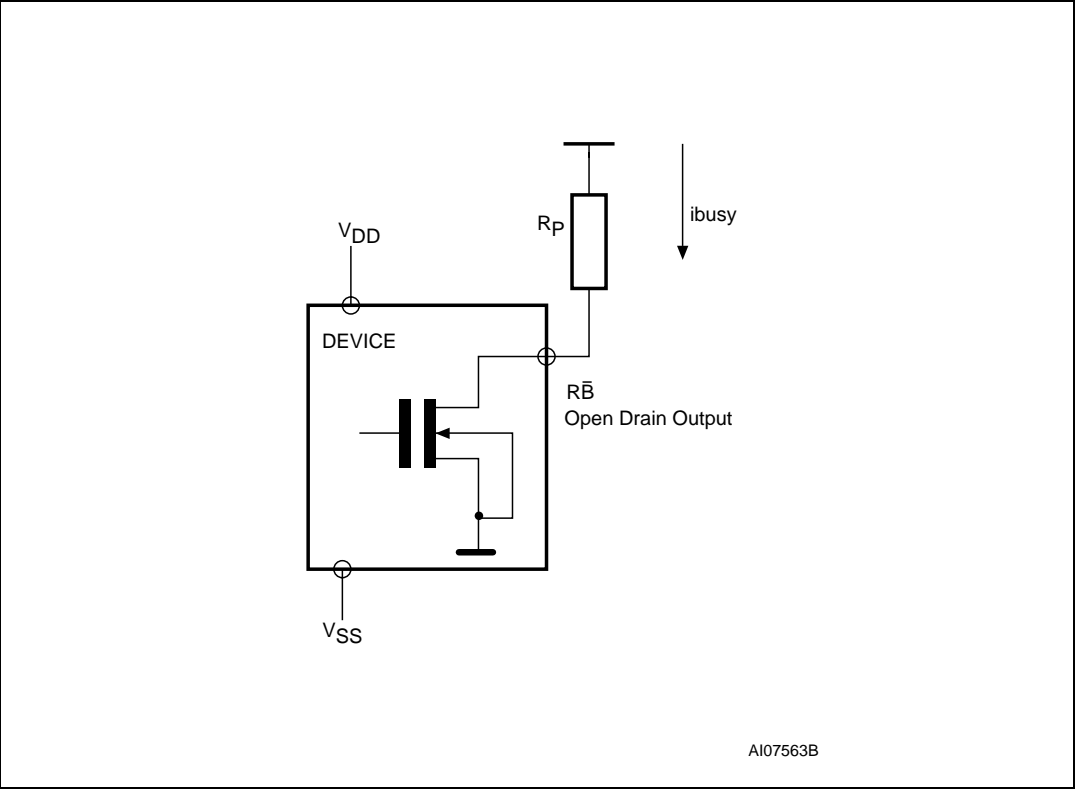 RP
ibusy
VDD
DEVICE
RB̅
Open Drain Output
VSS
AI07563B